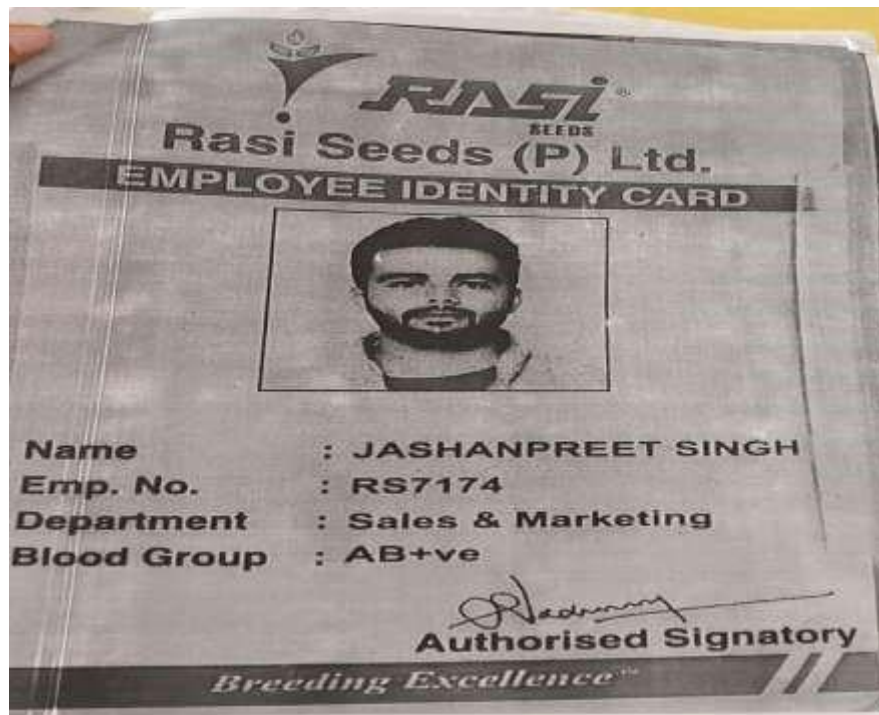 RASi®
SEEDS
Rasi Seeds (P) Ltd.
EMPLOYEE IDENTITY CARD
Name : JASHANPREET SINGH
Emp. No. : RS7174
Department : Sales & Marketing
Blood Group : AB+ve
Authorised Signatory
Breeding Excellence™